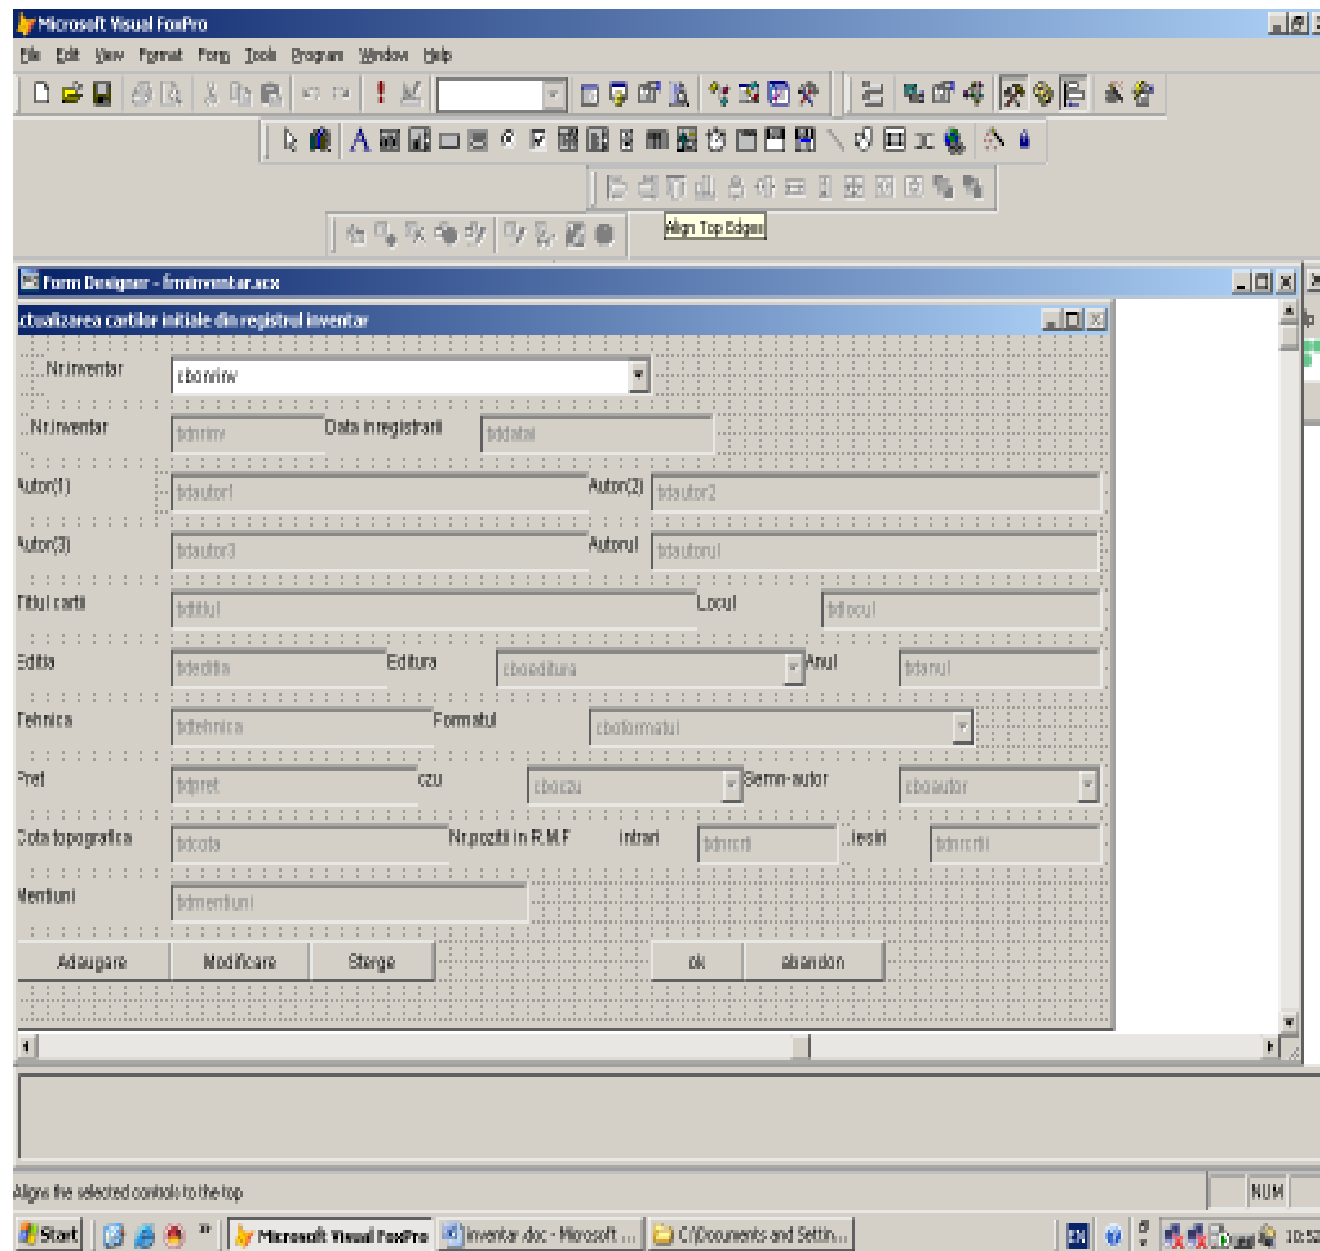 Microsoft Visual FoxPro
File Edit View Format Form Tools Program Window Help
Align Top Edges
Form Designer - frminventar.scx
ctualizarea cartilor initiale din registrul inventar
Nr.inventar cbonrinv
Nr.inventar txtnrinv Data inregistrarii txtdatai
Autor(1) txtautor1 Autor(2) txtautor2
Autor(3) txtautor3 Autorul txtautorul
Titlul cartii txttitlul Locul txtlocul
Editia txteditia Editura cboeditura Anul txtanul
Tehnica txttehnica Formatul cboformatul
Pret txtpret czu cboczu Semn-autor cboautor
Cota topografica txtcota Nr.pozitii in R.M.F intrari iesiri
Mentiuni txtmentiuni
Adaugare Modificare Sterge ok abandon
Aligns the selected controls to the top
NUM
Start Microsoft Visual FoxPro inventar.doc - Microsoft ... C:\Documents and Settin... EN 10:52